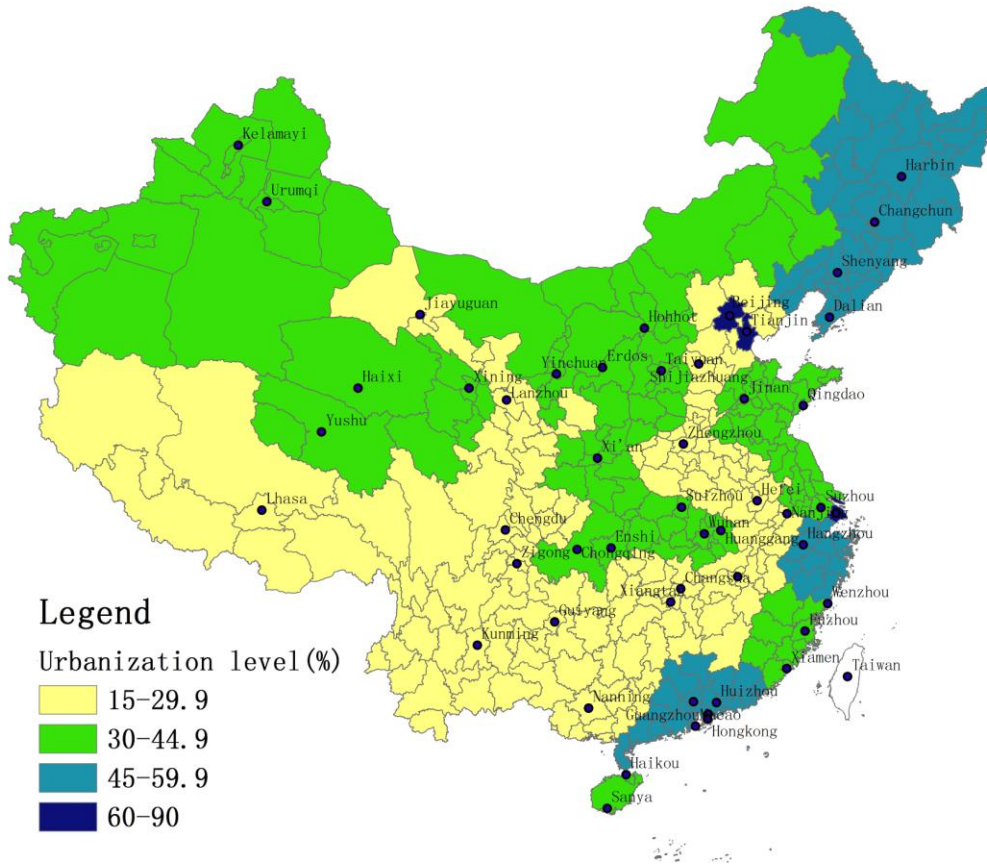 Kelamayi
Urumqi
Harbin
Changchun
Shenyang
Jiayuguan
Beijing
Dalian
Tianjin
Hohhot
Erdos
Taiyuan
Yinchuan
Shijiazhuang
Haixi
Xining
Lanzhou
Jinan
Qingdao
Yushu
Zhengzhou
Xi'an
Lhasa
Suizhou
Hefei
Suzhou
Nanjing
Chengdu
Wuhan
Huanggang
Hangzhou
Enshi
Chongqing
Zigong
Changsha
Xiangtan
Wenzhou
Guiyang
Fuzhou
Kunming
Xiamen
Taiwan
Nanning
Huizhou
Guangzhou
Macao
Hongkong
Haikou
Sanya
Legend
Urbanization level(%)
15-29.9
30-44.9
45-59.9
60-90